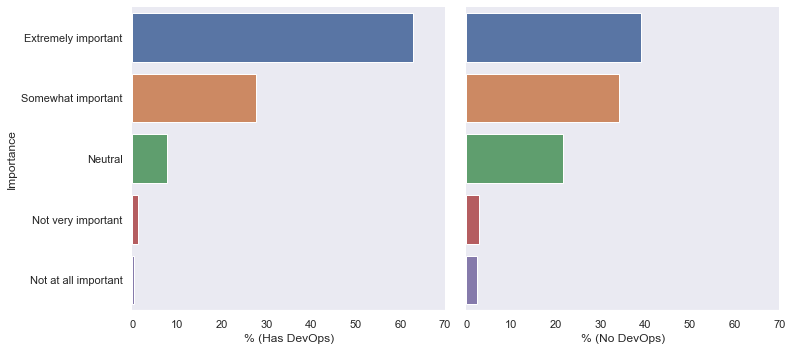 Importance
Extremely important
Somewhat important
Neutral
Not very important
Not at all important
0 10 20 30 40 50 60 70
% (Has DevOps)
0 10 20 30 40 50 60 70
% (No DevOps)